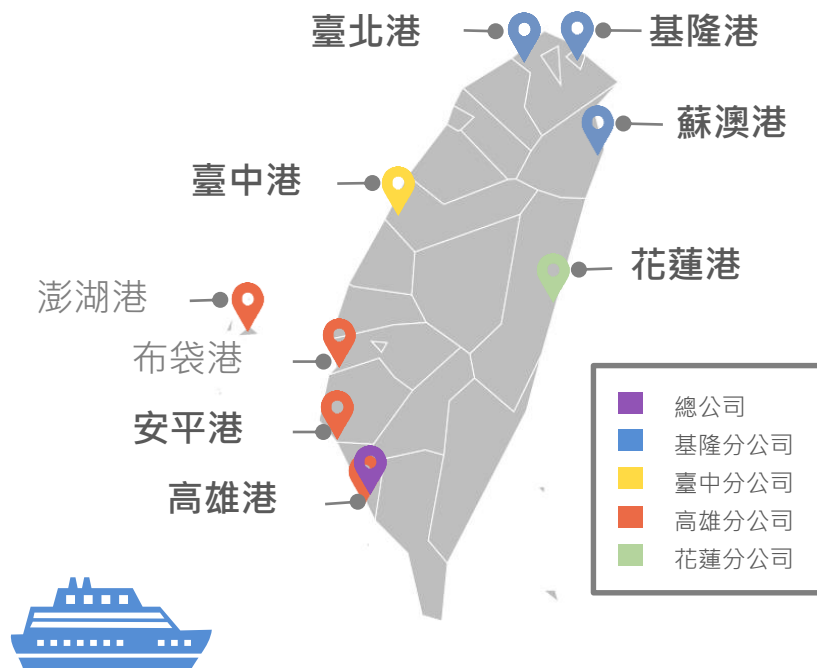 臺北港
基隆港
蘇澳港
臺中港
花蓮港
澎湖港
布袋港
安平港
高雄港
總公司
基隆分公司
臺中分公司
高雄分公司
花蓮分公司